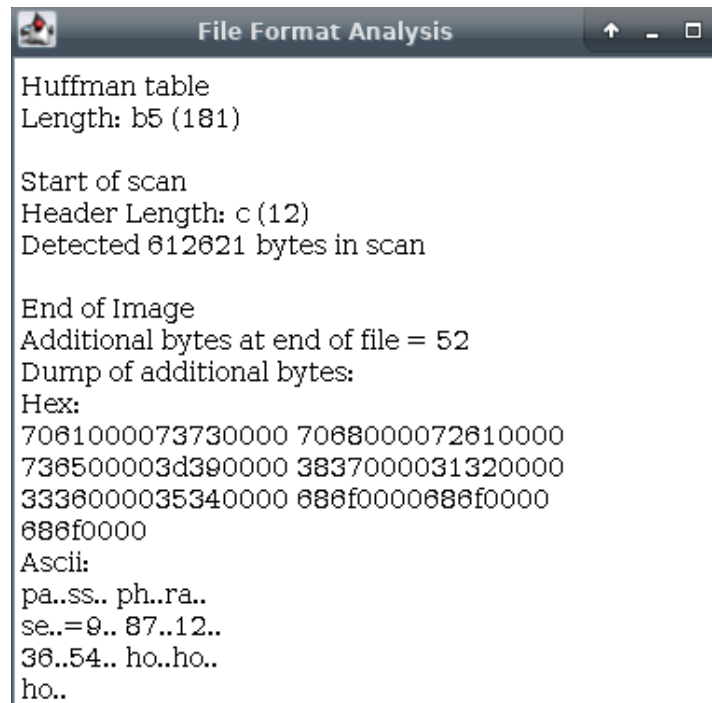 File Format Analysis
Huffman table
Length: b5 (181)
Start of scan
Header Length: c (12)
Detected 612621 bytes in scan
End of Image
Additional bytes at end of file = 52
Dump of additional bytes:
Hex:
7061000073730000 7068000072610000
736500003d390000 3837000031320000
3336000035340000 686f0000686f0000
686f0000
Ascii:
pa..ss.. ph..ra..
se..=9.. 87..12..
36..54.. ho..ho..
ho..